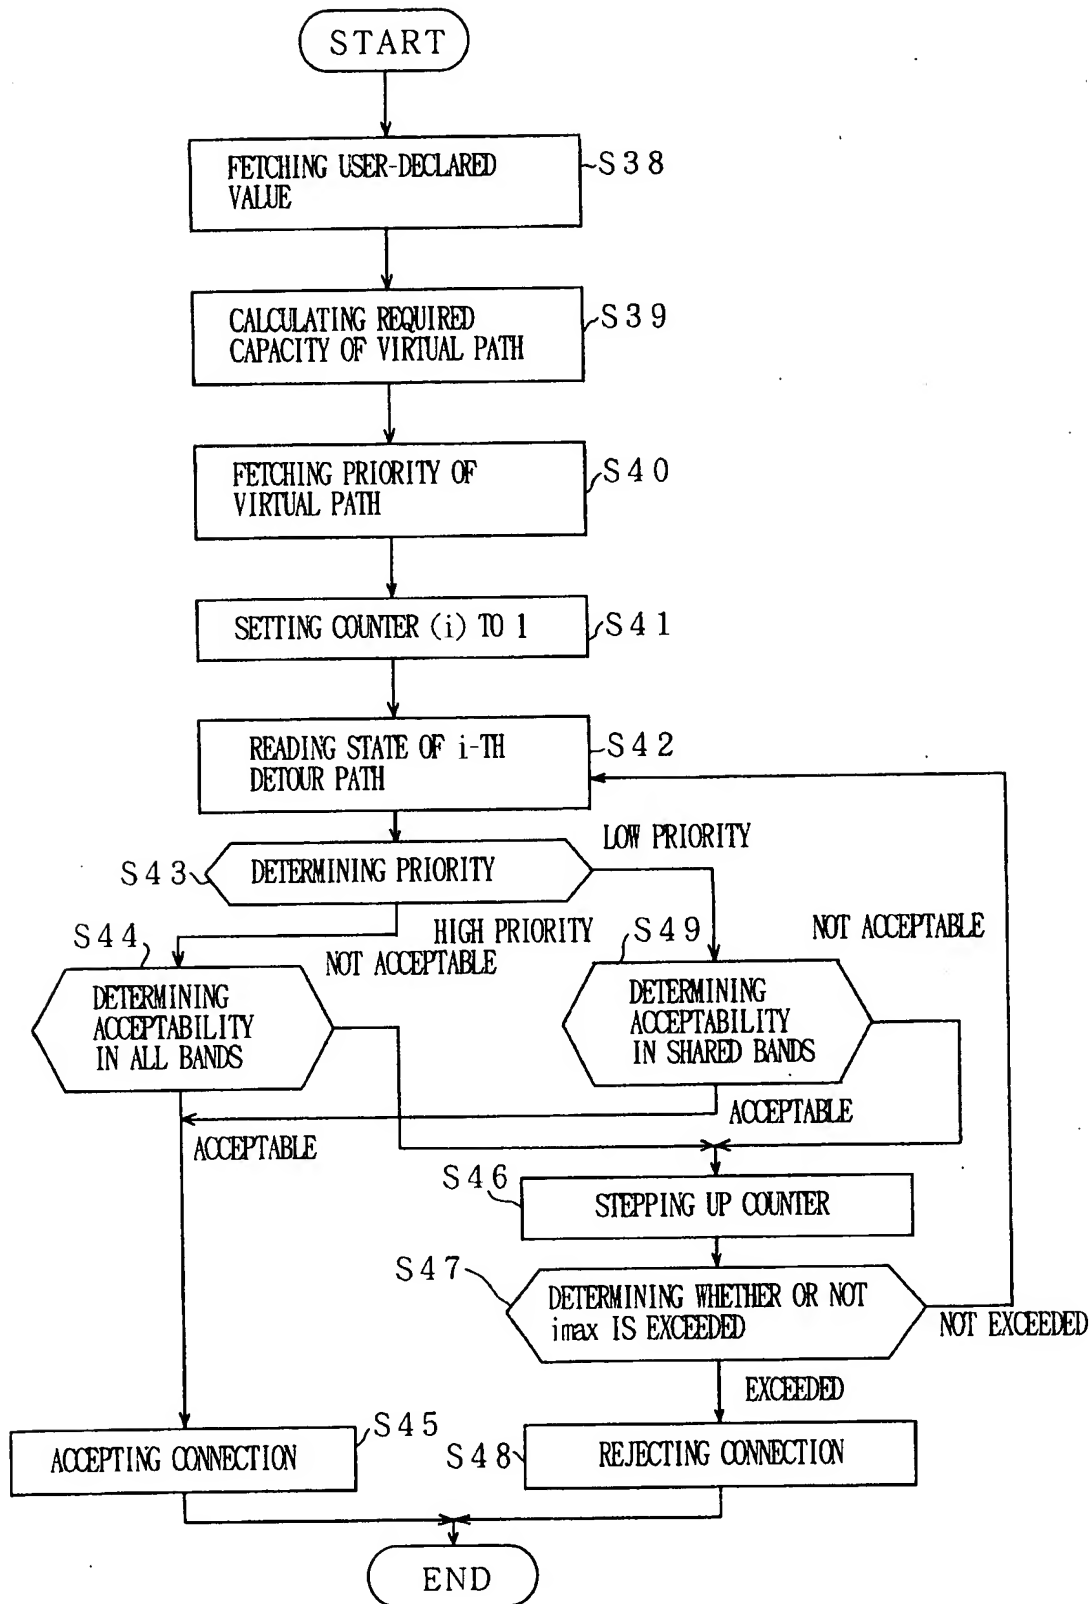 START
FETCHING USER-DECLARED
VALUE
S38
CALCULATING REQUIRED
CAPACITY OF VIRTUAL PATH
S39
FETCHING PRIORITY OF
VIRTUAL PATH
S40
SETTING COUNTER (i) TO 1
S41
READING STATE OF i-TH
DETOUR PATH
S42
LOW PRIORITY
S43
DETERMINING PRIORITY
HIGH PRIORITY
S44
NOT ACCEPTABLE
S49
NOT ACCEPTABLE
DETERMINING
ACCEPTABILITY
IN ALL BANDS
DETERMINING
ACCEPTABILITY
IN SHARED BANDS
ACCEPTABLE
ACCEPTABLE
S46
STEPPING UP COUNTER
S47
DETERMINING WHETHER OR NOT
imax IS EXCEEDED
NOT EXCEEDED
EXCEEDED
S45
ACCEPTING CONNECTION
S48
REJECTING CONNECTION
END